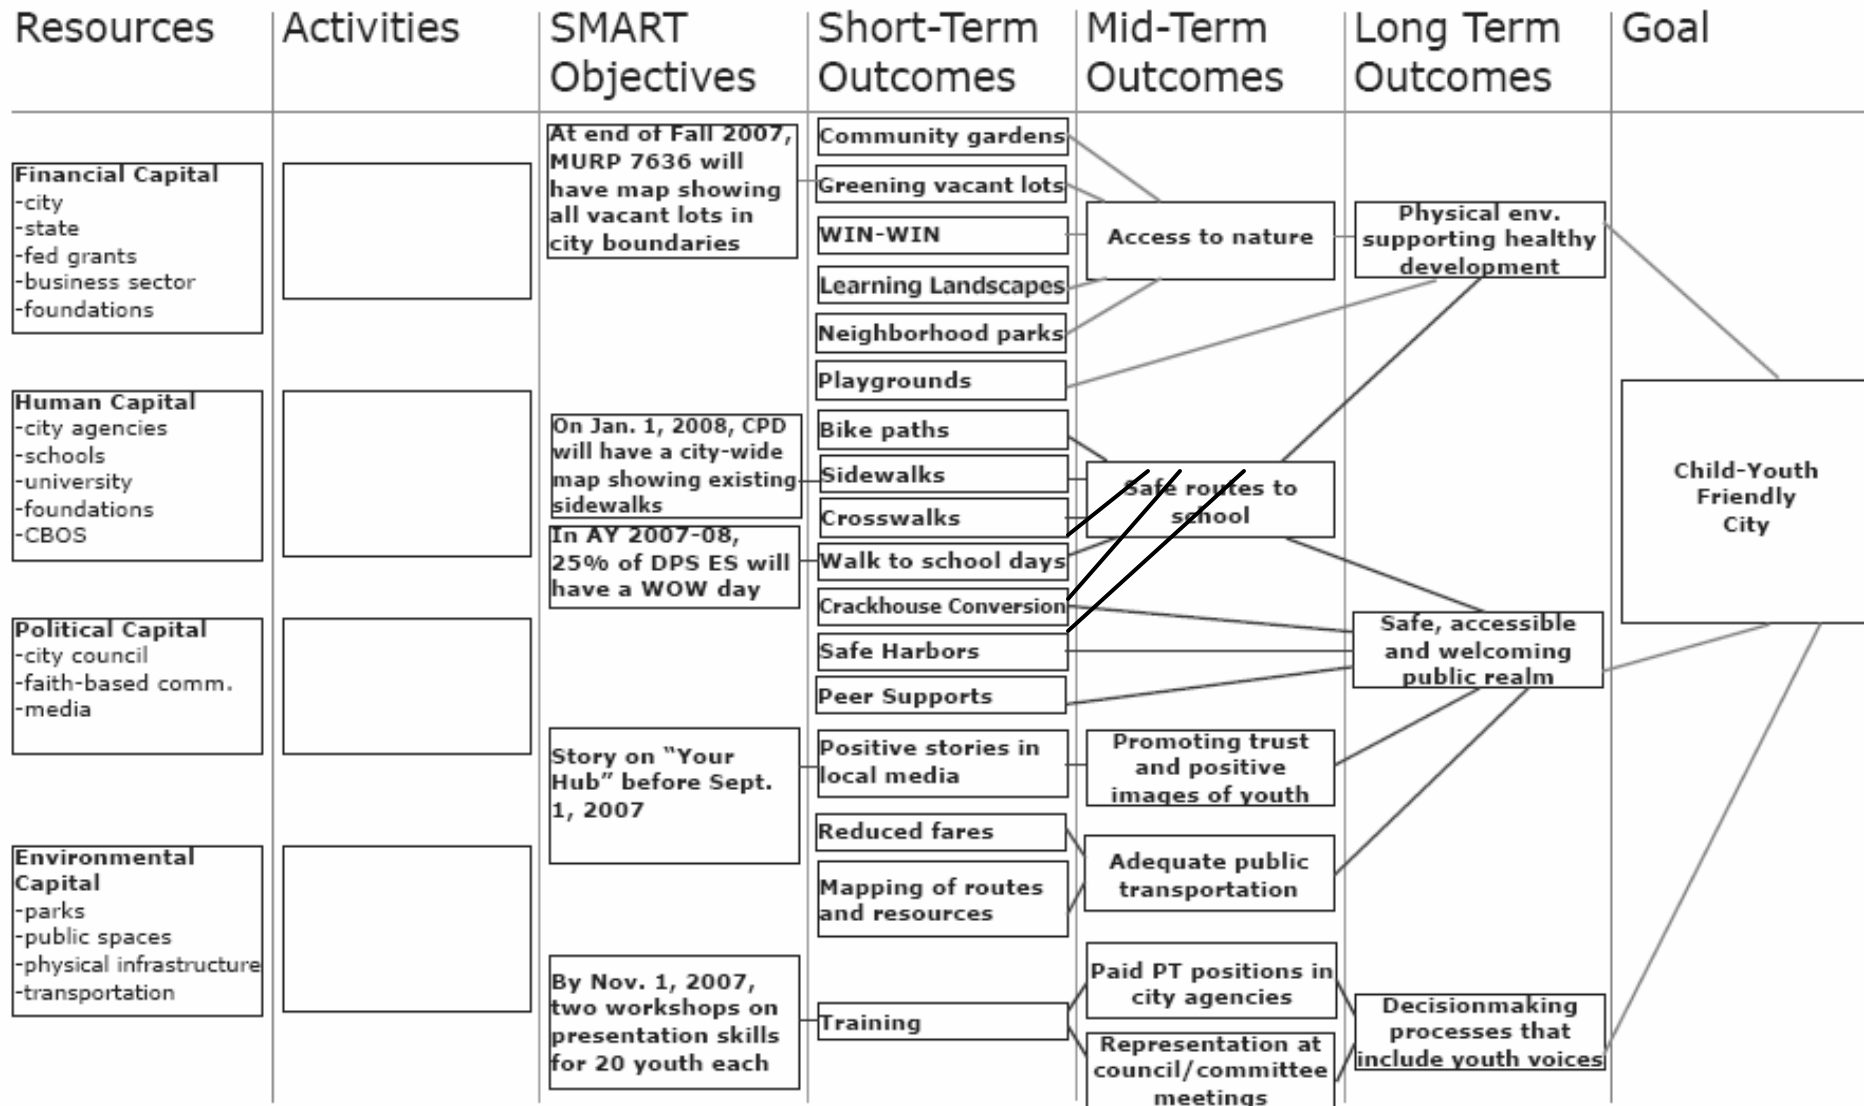 Resources
Activities
SMART
Objectives
Short-Term
Outcomes
Mid-Term
Outcomes
Long Term
Outcomes
Goal
Financial Capital
-city
-state
-fed grants
-business sector
-foundations
Human Capital
-city agencies
-schools
-university
-foundations
-CBOS
Political Capital
-city council
-faith-based comm.
-media
Environmental
Capital
-parks
-public spaces
-physical infrastructure
-transportation
At end of Fall 2007,
MURP 7636 will
have map showing
all vacant lots in
city boundaries
On Jan. 1, 2008, CPD
will have a city-wide
map showing existing
sidewalks
In AY 2007-08,
25% of DPS ES will
have a WOW day
Story on “Your
Hub” before Sept.
1, 2007
By Nov. 1, 2007,
two workshops on
presentation skills
for 20 youth each
Community gardens
Greening vacant lots
WIN-WIN
Learning Landscapes
Neighborhood parks
Playgrounds
Bike paths
Sidewalks
Crosswalks
Walk to school days
Crackhouse Conversion
Safe Harbors
Peer Supports
Positive stories in
local media
Reduced fares
Mapping of routes
and resources
Training
Access to nature
Safe routes to
school
Promoting trust
and positive
images of youth
Adequate public
transportation
Paid PT positions in
city agencies
Representation at
council/committee
meetings
Physical env.
supporting healthy
development
Safe, accessible
and welcoming
public realm
Decisionmaking
processes that
include youth voices
Child-Youth
Friendly
City